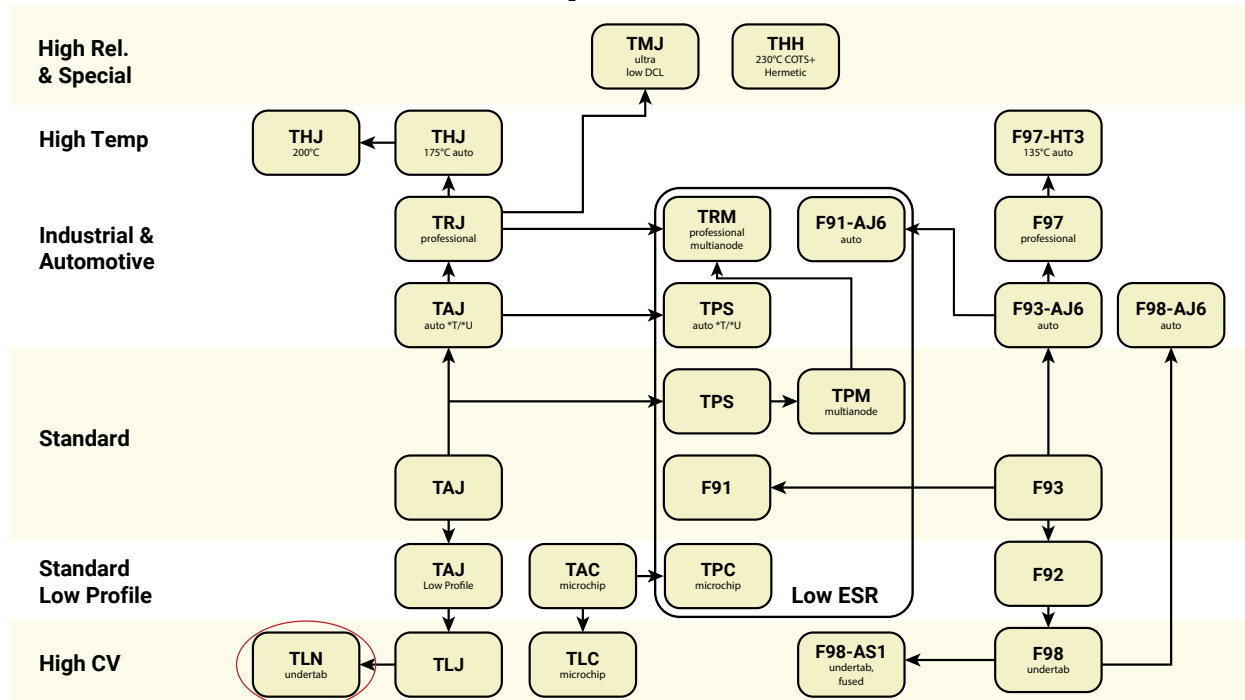 High Rel.
& Special
TMJ
ultra
low DCL
THH
230°C COTS+
Hermetic
High Temp
THJ
200°C
THJ
175°C auto
F97-HT3
135°C auto
Industrial &
Automotive
TRJ
professional
TRM
professional
multianode
F91-AJ6
auto
F97
professional
TAJ
auto *T/*U
TPS
auto *T/*U
F93-AJ6
auto
F98-AJ6
auto
Standard
TPS
TPM
multianode
TAJ
F91
F93
Standard
Low Profile
TAJ
Low Profile
TAC
microchip
TPC
microchip
Low ESR
F92
High CV
TLN
undertab
TLJ
TLC
microchip
F98-AS1
undertab,
fused
F98
undertab